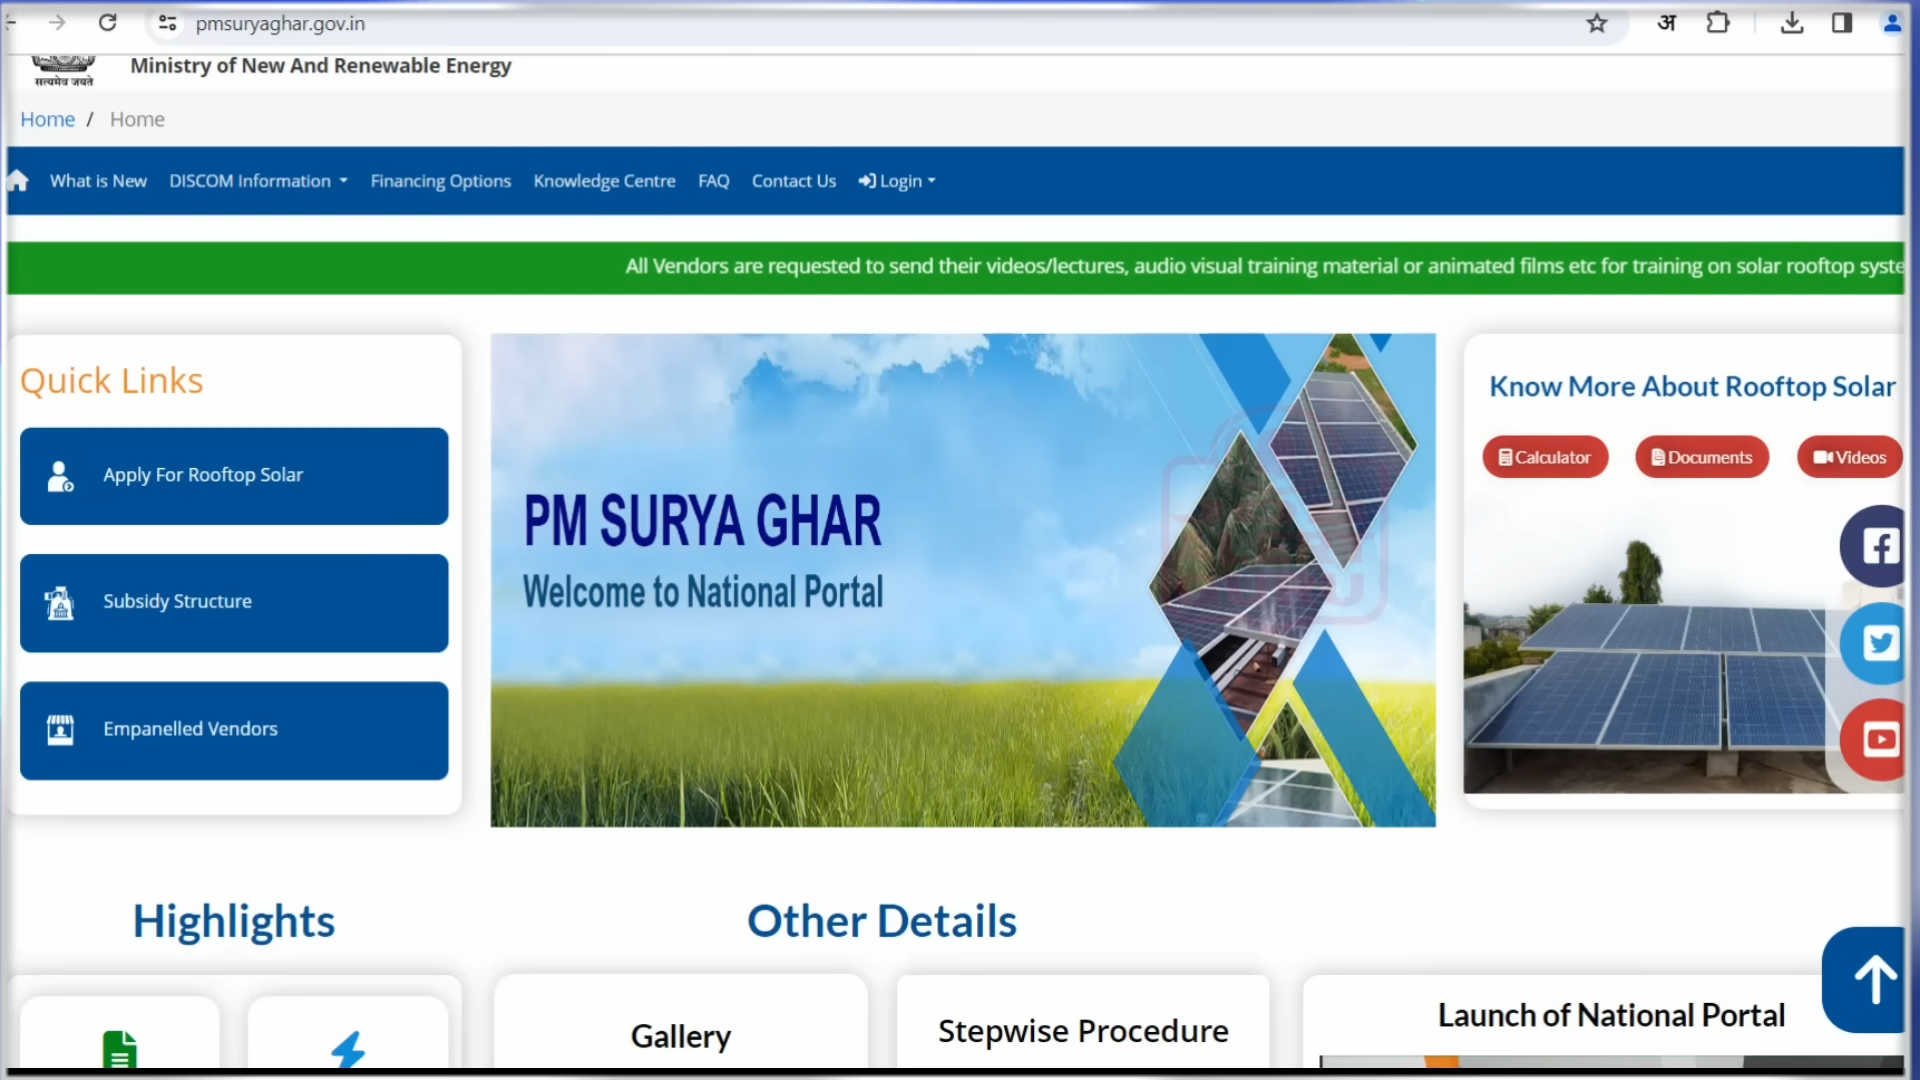 pmsuryaghar.gov.in
अ
सत्यमेव जयते
Ministry of New And Renewable Energy
Home / Home
What is New DISCOM Information Financing Options Knowledge Centre FAQ Contact Us Login
All Vendors are requested to send their videos/lectures, audio visual training material or animated films etc for training on solar rooftop syste
Quick Links
Apply For Rooftop Solar
Subsidy Structure
Empanelled Vendors
PM SURYA GHAR
Welcome to National Portal
Know More About Rooftop Solar
Calculator Documents Videos
Highlights
Other Details
Gallery
Stepwise Procedure
Launch of National Portal